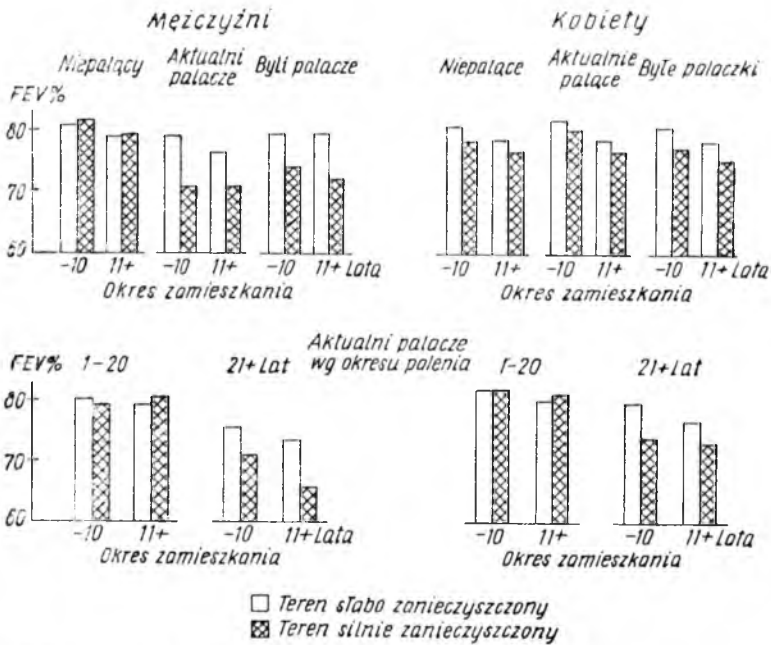 Mężczyźni Kobiety
Niepalący Aktualni palacze Byli palacze Niepalące Aktualnie palące Byłe palaczki
FEV%
80
70
60
-10 11+ -10 11+ -10 11+ Lata -10 11+ -10 11+ -10 11+ Lata
Okres zamieszkania Okres zamieszkania
Aktualni palacze
FEV% 1-20 21+ Lat wg okresu palenia 1-20 21+ Lat
80
70
60
-10 11+ -10 11+ Lata -10 11+ -10 11+ Lata
Okres zamieszkania Okres zamieszkania
Teren słabo zanieczyszczony
Teren silnie zanieczyszczony